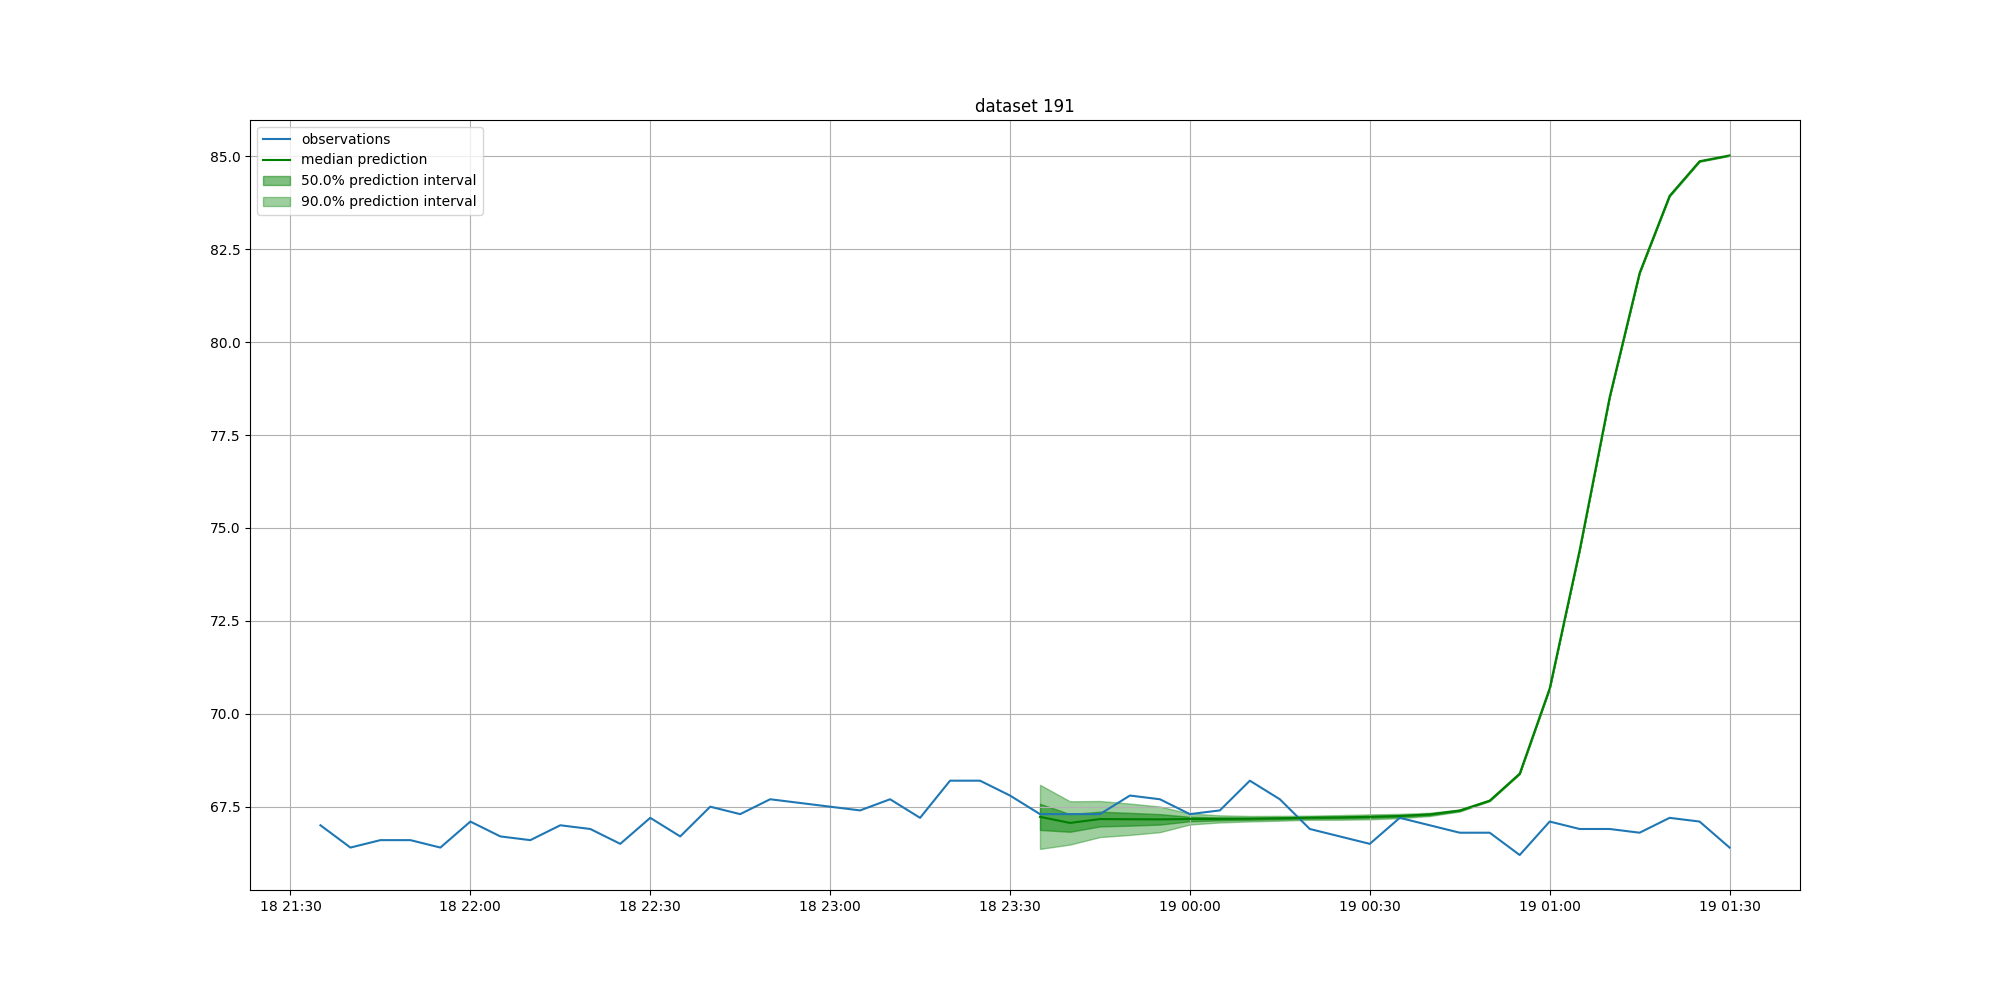 dataset 191
observations
median prediction
50.0% prediction interval
90.0% prediction interval
85.0
82.5
80.0
77.5
75.0
72.5
70.0
67.5
18 21:30 18 22:00 18 22:30 18 23:00 18 23:30 19 00:00 19 00:30 19 01:00 19 01:30